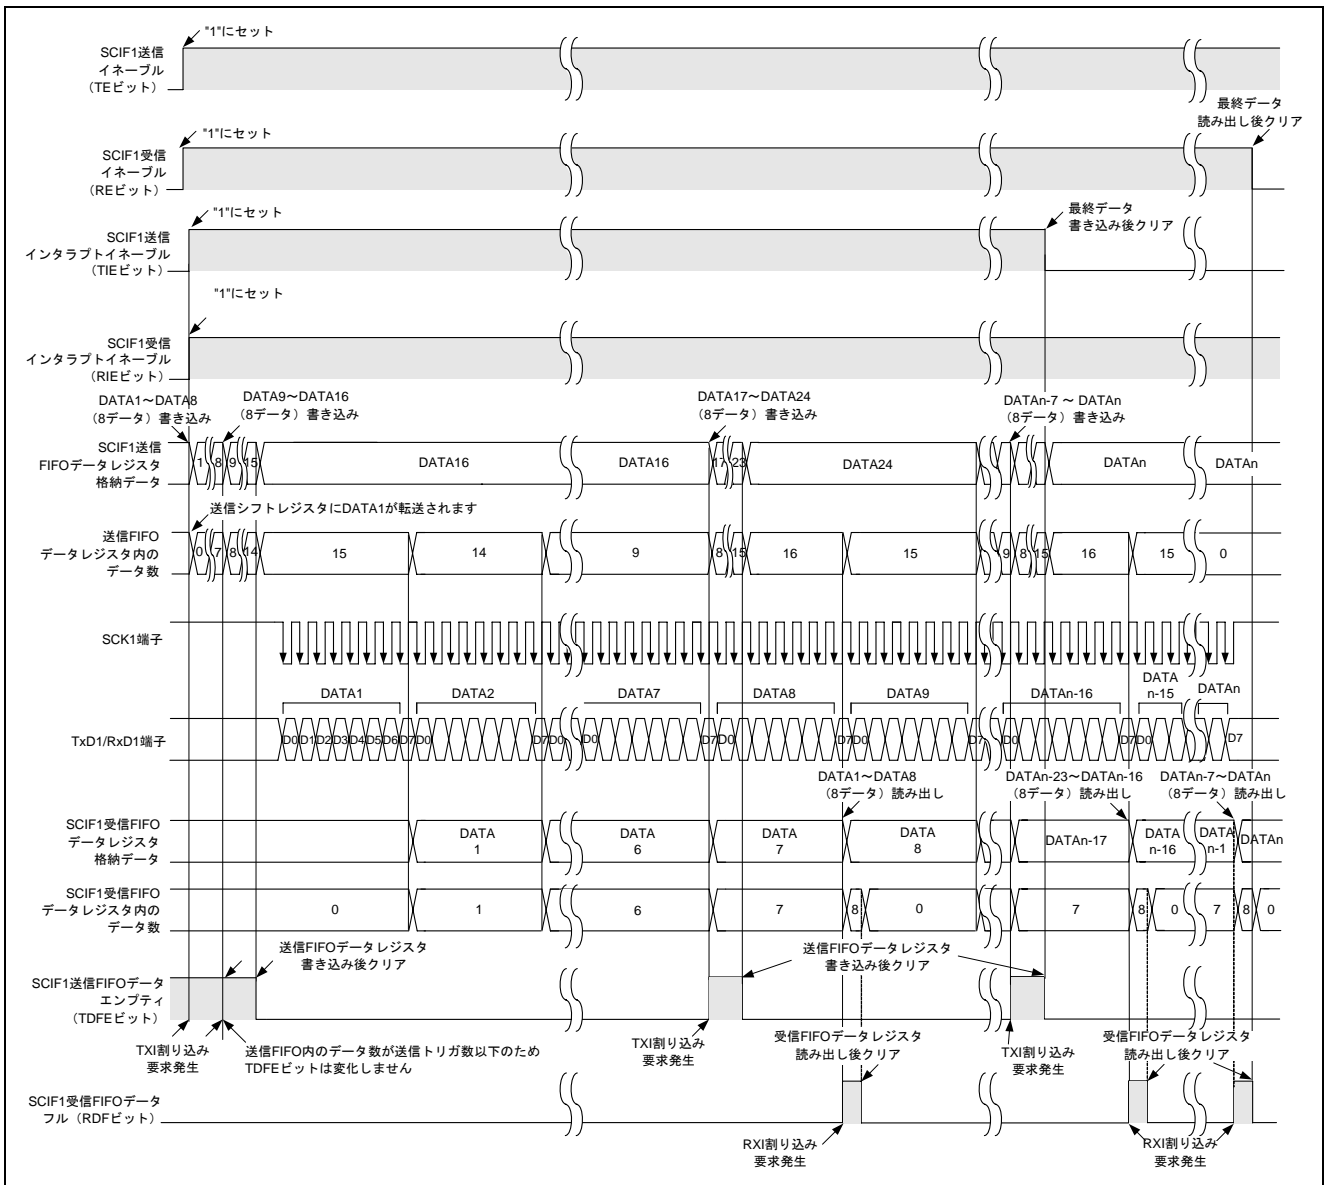 "1"にセット
SCIF1送信
イネーブル
（TEビット）
最終データ
読み出し後クリア
"1"にセット
SCIF1受信
イネーブル
（REビット）
"1"にセット
最終データ
書き込み後クリア
SCIF1送信
インタラプトイネーブル
（TIEビット）
"1"にセット
SCIF1受信
インタラプトイネーブル
（RIEビット）
DATA1～DATA8
（8データ）書き込み
DATA9～DATA16
（8データ）書き込み
DATA17～DATA24
（8データ）書き込み
DATAn-7 ～ DATAn
（8データ）書き込み
SCIF1送信
FIFOデータレジスタ
格納データ
1 8 9 15 DATA16 DATA16 17 23 DATA24 DATAn DATAn
送信シフトレジスタにDATA1が転送されます
送信FIFO
データレジスタ内の
データ数
0 7 8 14 15 14 9 8 15 16 15 9 8 15 16 15 0
SCK1端子
DATA1 DATA2 DATA7 DATA8 DATA9 DATAn-16 DATA
n-15 DATAn
TxD1/RxD1端子
D0 D1 D2 D3 D4 D5 D6 D7 D0 D7 D0 D0 D7 D0 D7 D0 D7 D0 D7 D0 D7
DATA1～DATA8
（8データ）読み出し
DATAn-23～DATAn-16
（8データ）読み出し
DATAn-7～DATAn
（8データ）読み出し
SCIF1受信FIFO
データレジスタ
格納データ
DATA
1
DATA
6
DATA
7
DATA
8
DATAn-17
DATA
n-16
DATA
n-1
DATAn
SCIF1受信FIFO
データレジスタ内の
データ数
0 1 6 7 8 0 7 8 0 7 8 0
送信FIFOデータレジスタ
書き込み後クリア
送信FIFOデータレジスタ
書き込み後クリア
SCIF1送信FIFOデータ
エンプティ
（TDFEビット）
TXI割り込み
要求発生
送信FIFO内のデータ数が送信トリガ数以下のため
TDFEビットは変化しません
TXI割り込み
要求発生
受信FIFOデータレジスタ
読み出し後クリア
TXI割り込み
要求発生
受信FIFOデータレジスタ
読み出し後クリア
SCIF1受信FIFOデータ
フル（RDFビット）
RXI割り込み
要求発生
RXI割り込み
要求発生